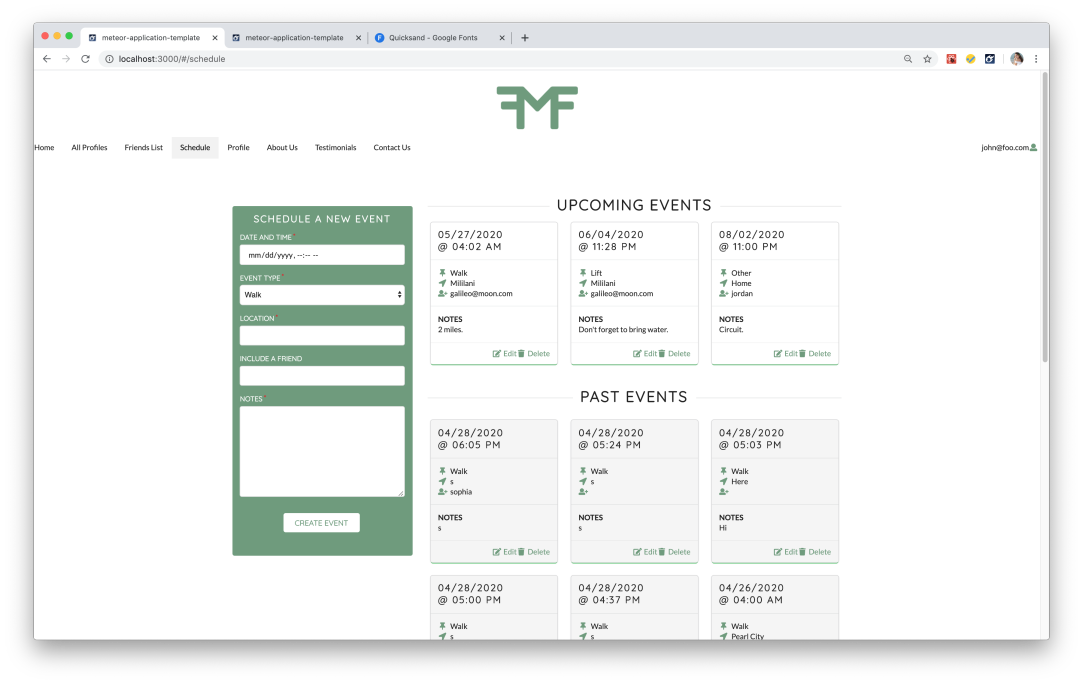 meteor-application-template
meteor-application-template
Quicksand - Google Fonts
localhost:3000/#/schedule
FMF
Home
All Profiles
Friends List
Schedule
Profile
About Us
Testimonials
Contact Us
john@foo.com
SCHEDULE A NEW EVENT
DATE AND TIME*
mm/dd/yyyy, --:-- --
EVENT TYPE*
Walk
LOCATION*
INCLUDE A FRIEND
NOTES*
CREATE EVENT
UPCOMING EVENTS
05/27/2020
@ 04:02 AM
Walk
Mililani
galileo@moon.com
NOTES
2 miles.
Edit Delete
06/04/2020
@ 11:28 PM
Lift
Mililani
galileo@moon.com
NOTES
Don't forget to bring water.
Edit Delete
08/02/2020
@ 11:00 PM
Other
Home
jordan
NOTES
Circuit.
Edit Delete
PAST EVENTS
04/28/2020
@ 06:05 PM
Walk
s
sophia
NOTES
s
Edit Delete
04/28/2020
@ 05:24 PM
Walk
s
NOTES
s
Edit Delete
04/28/2020
@ 05:03 PM
Walk
Here
NOTES
Hi
Edit Delete
04/28/2020
@ 05:00 PM
Walk
s
04/28/2020
@ 04:37 PM
Walk
s
04/26/2020
@ 04:00 AM
Walk
Pearl City